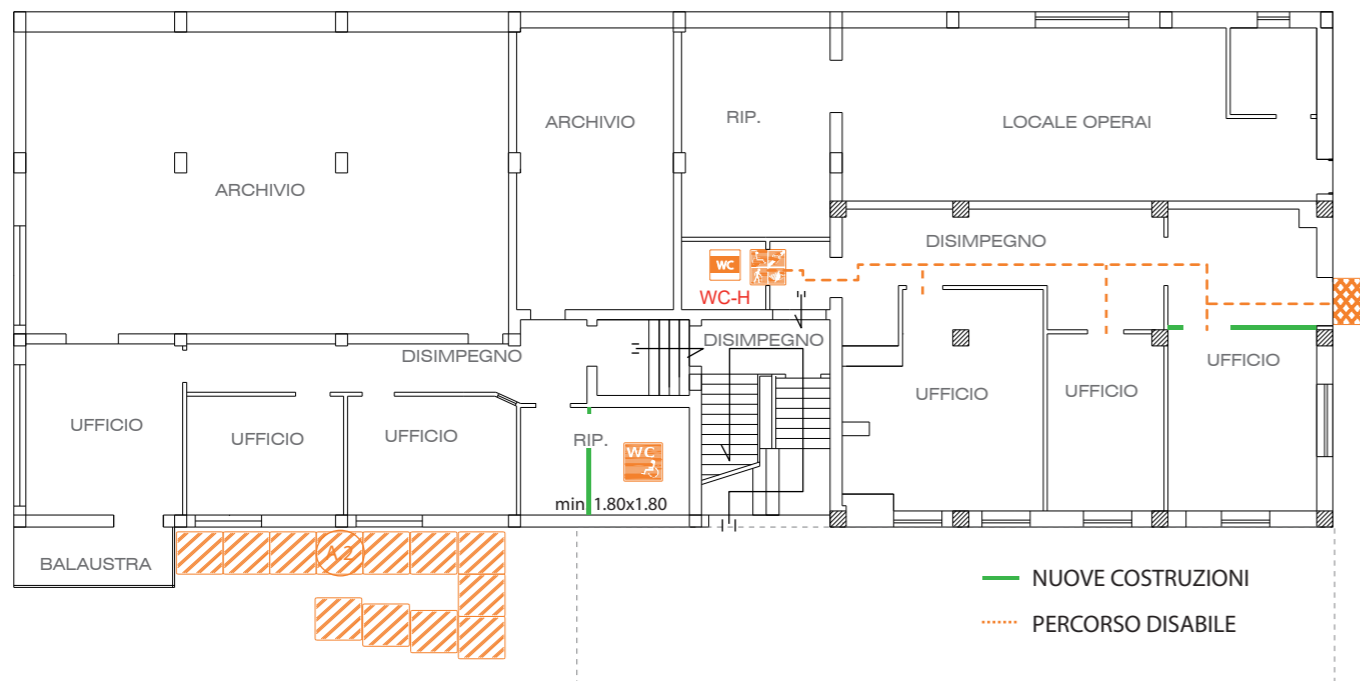 ARCHIVIO
RIP.
LOCALE OPERAI
ARCHIVIO
DISIMPEGNO
WC
WC-H
DISIMPEGNO
DISIMPEGNO
UFFICIO
UFFICIO
UFFICIO
UFFICIO
UFFICIO
UFFICIO
RIP.
WC
min 1.80x1.80
BALAUSTRA
A2
NUOVE COSTRUZIONI
PERCORSO DISABILE